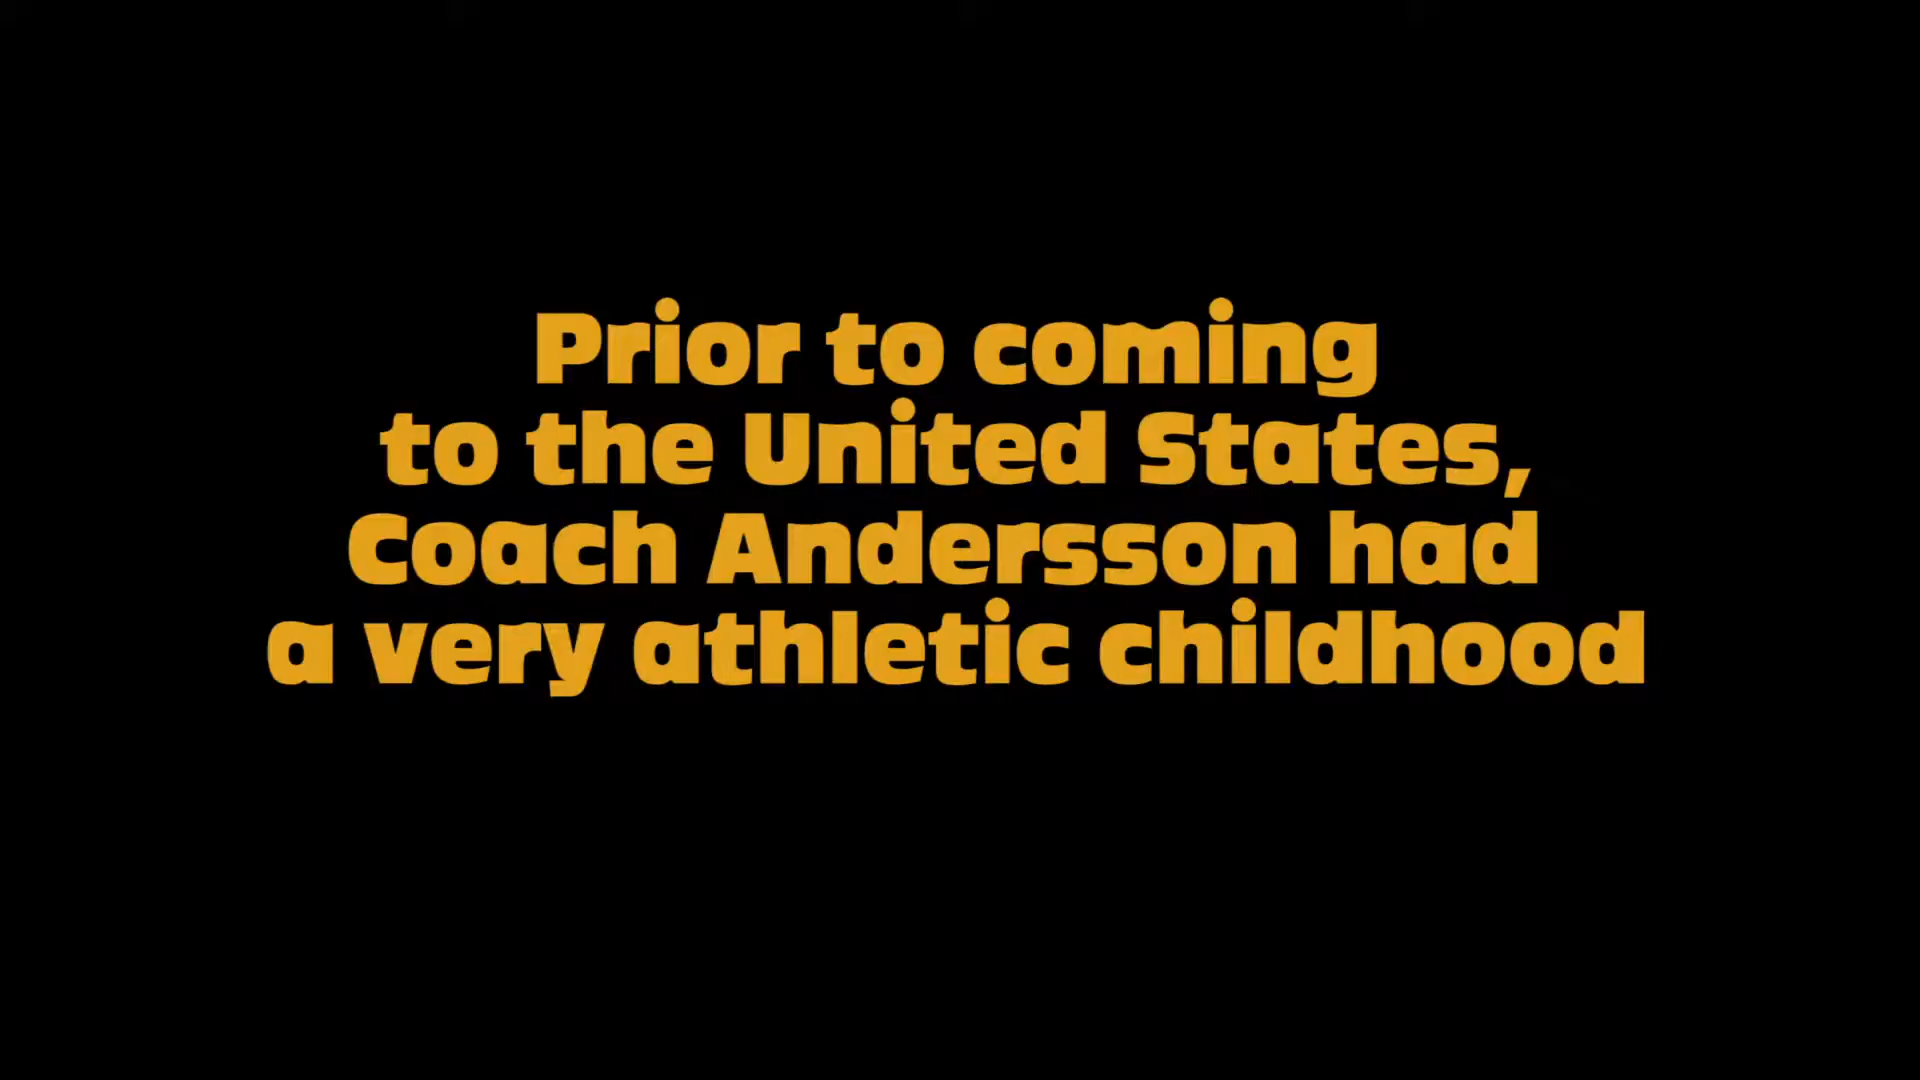 Prior to coming
to the United States,
Coach Andersson had
a very athletic childhood